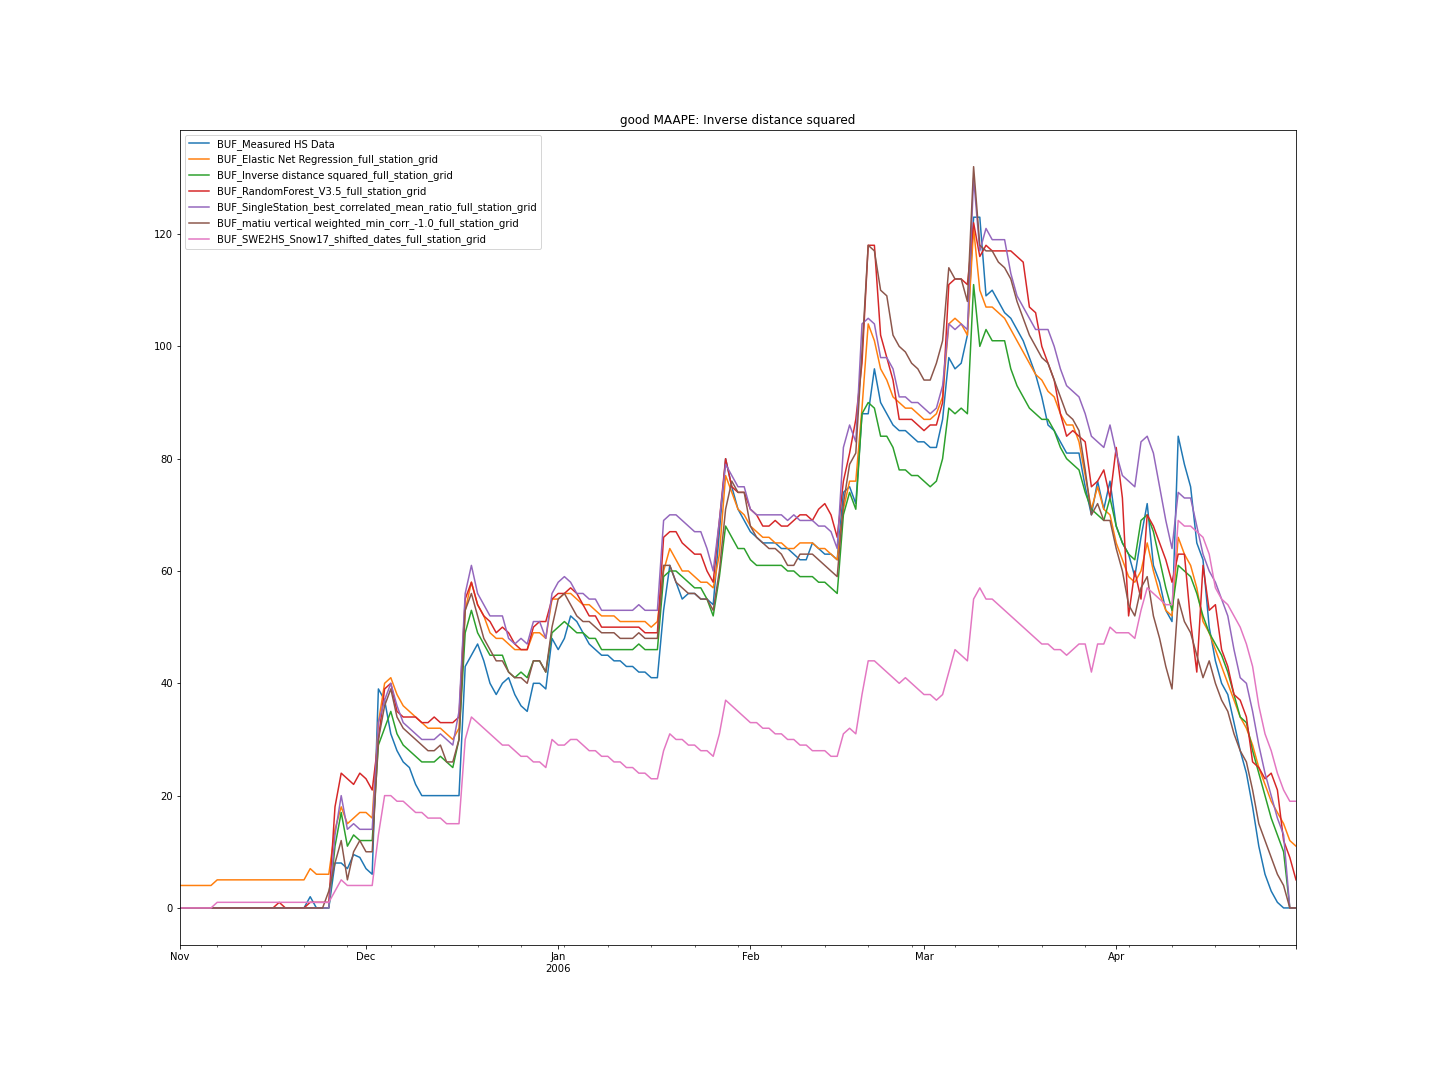 good MAAPE: Inverse distance squared
BUF_Measured HS Data
BUF_Elastic Net Regression_full_station_grid
BUF_Inverse distance squared_full_station_grid
BUF_RandomForest_V3.5_full_station_grid
BUF_SingleStation_best_correlated_mean_ratio_full_station_grid
BUF_matiu vertical weighted_min_corr_-1.0_full_station_grid
BUF_SWE2HS_Snow17_shifted_dates_full_station_grid
120
100
80
60
40
20
0
Nov Dec Jan Feb Mar Apr
2006